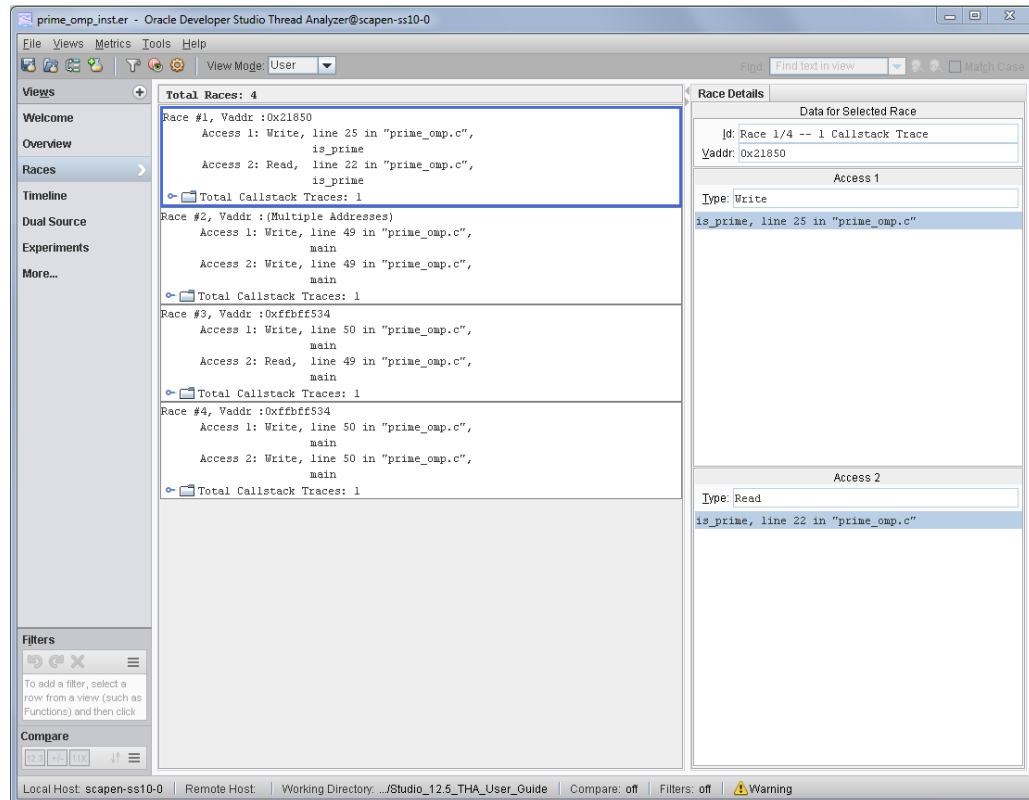 prime_omp_inst.er - Oracle Developer Studio Thread Analyzer@scapen-ss10-0
File Views Metrics Tools Help
View Mode: User
Find: Find text in view Match Case
Views
Welcome
Overview
Races
Timeline
Dual Source
Experiments
More...
Filters
To add a filter, select a
row from a view (such as
Functions) and then click
Compare
12.3 +/- 1.1X
Total Races: 4
Race #1, Vaddr :0x21850
Access 1: Write, line 25 in "prime_omp.c",
is_prime
Access 2: Read, line 22 in "prime_omp.c",
is_prime
Total Callstack Traces: 1
Race #2, Vaddr :(Multiple Addresses)
Access 1: Write, line 49 in "prime_omp.c",
main
Access 2: Write, line 49 in "prime_omp.c",
main
Total Callstack Traces: 1
Race #3, Vaddr :0xffbff534
Access 1: Write, line 50 in "prime_omp.c",
main
Access 2: Read, line 49 in "prime_omp.c",
main
Total Callstack Traces: 1
Race #4, Vaddr :0xffbff534
Access 1: Write, line 50 in "prime_omp.c",
main
Access 2: Write, line 50 in "prime_omp.c",
main
Total Callstack Traces: 1
Race Details
Data for Selected Race
Id: Race 1/4 -- 1 Callstack Trace
Vaddr: 0x21850
Access 1
Type: Write
is_prime, line 25 in "prime_omp.c"
Access 2
Type: Read
is_prime, line 22 in "prime_omp.c"
Local Host: scapen-ss10-0 Remote Host: Working Directory: .../Studio_12.5_THA_User_Guide Compare: off Filters: off Warning